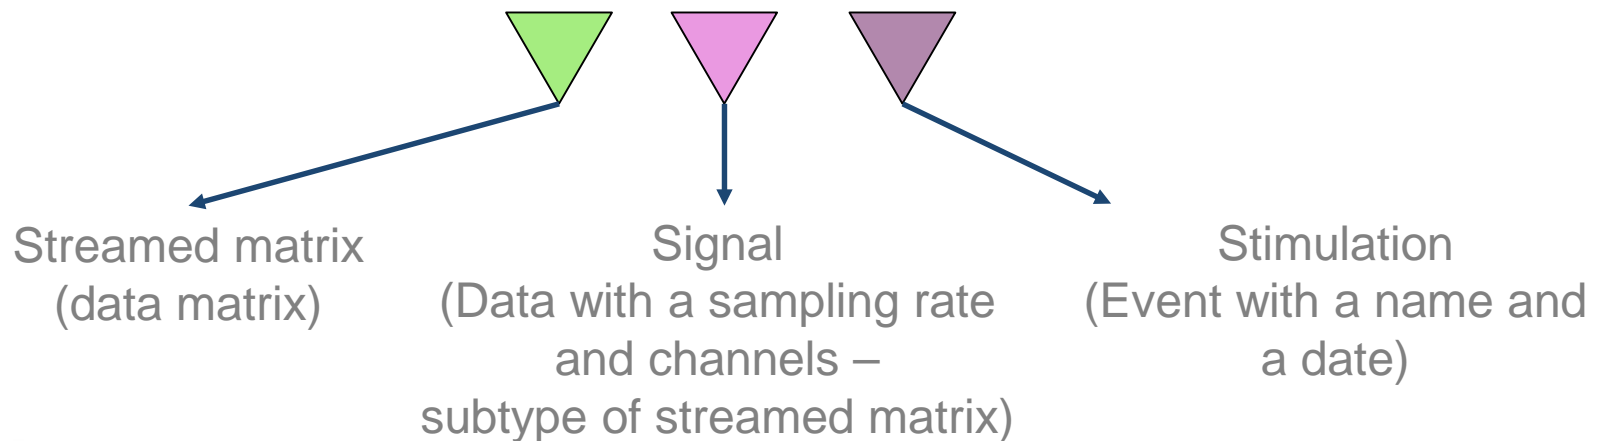 Streamed matrix
(data matrix)
Signal
(Data with a sampling rate
and channels –
subtype of streamed matrix)
Stimulation
(Event with a name and
a date)